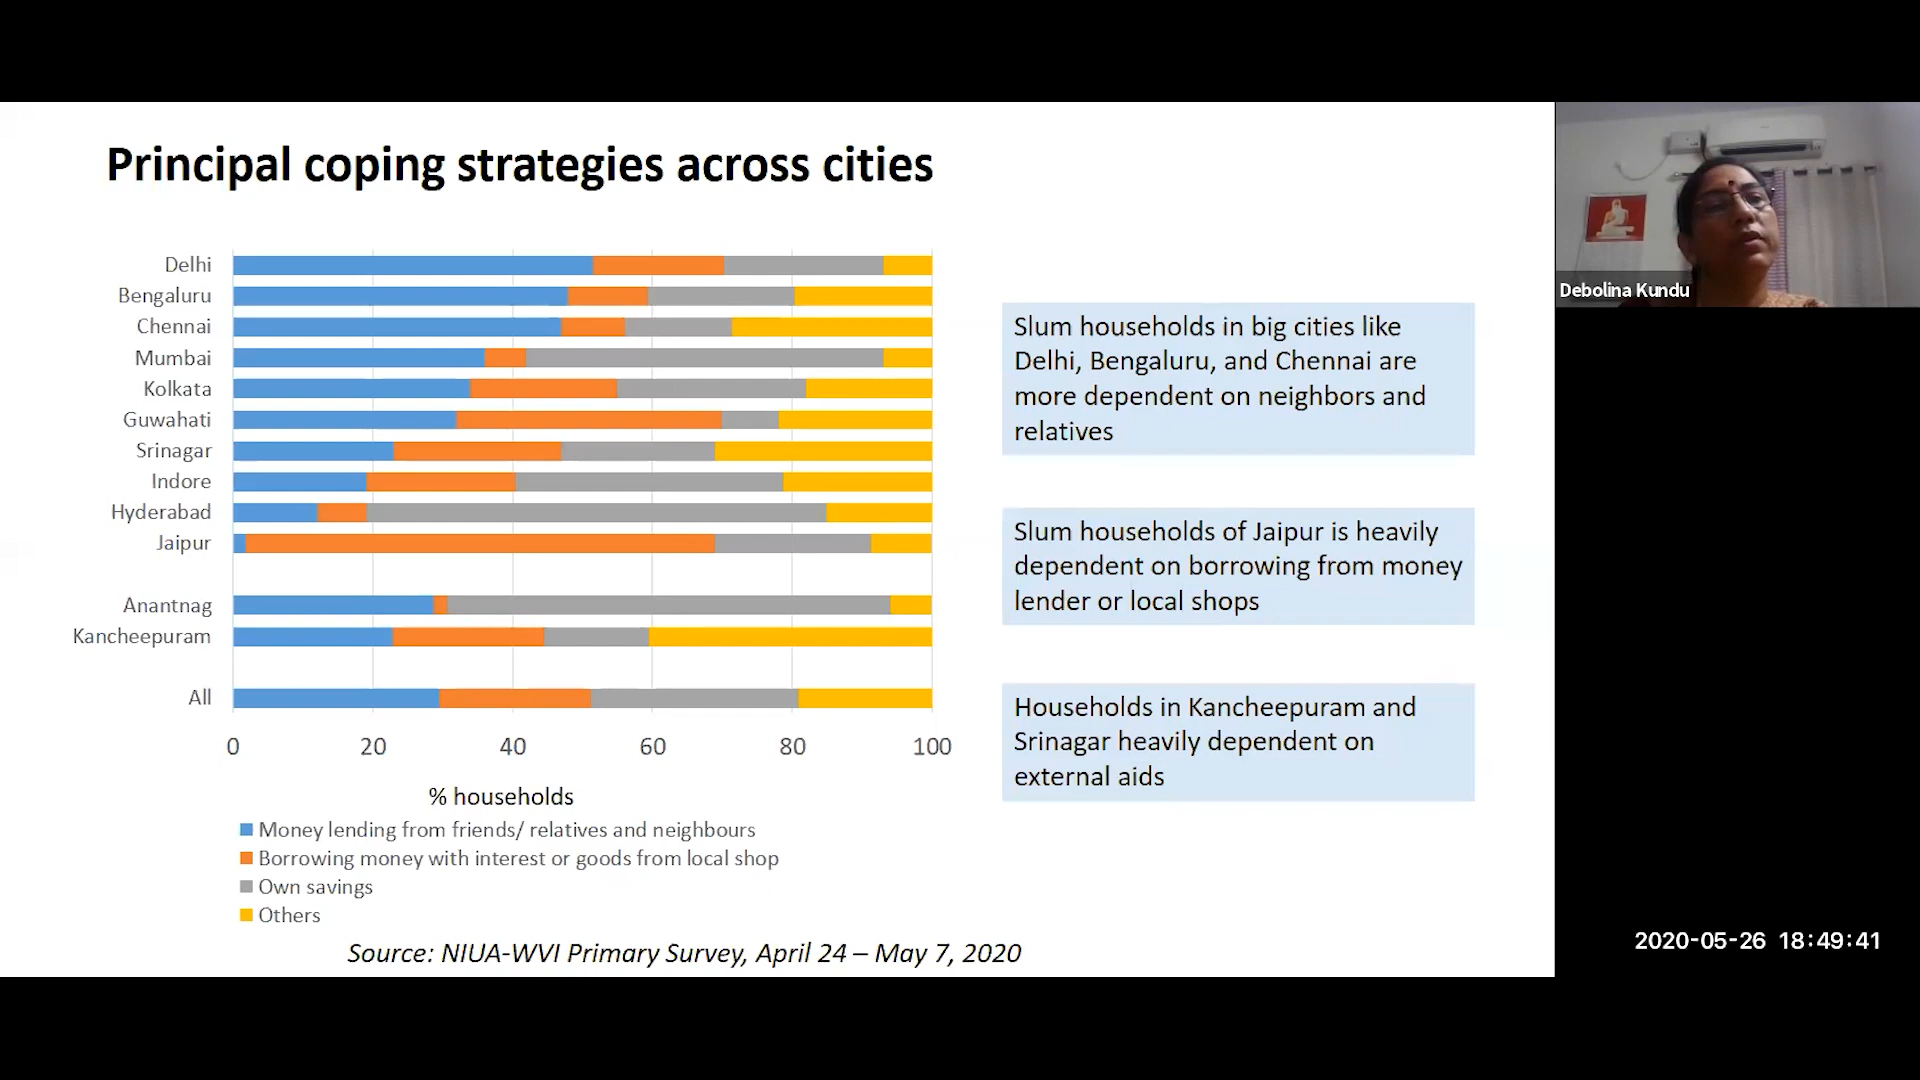 Principal coping strategies across cities
Delhi
Bengaluru
Chennai
Mumbai
Kolkata
Guwahati
Srinagar
Indore
Hyderabad
Jaipur
Anantnag
Kancheepuram
All
0 20 40 60 80 100
% households
Money lending from friends/ relatives and neighbours
Borrowing money with interest or goods from local shop
Own savings
Others
Source: NIUA-WVI Primary Survey, April 24 – May 7, 2020
Slum households in big cities like
Delhi, Bengaluru, and Chennai are
more dependent on neighbors and
relatives
Slum households of Jaipur is heavily
dependent on borrowing from money
lender or local shops
Households in Kancheepuram and
Srinagar heavily dependent on
external aids
Debolina Kundu
2020-05-26 18:49:41